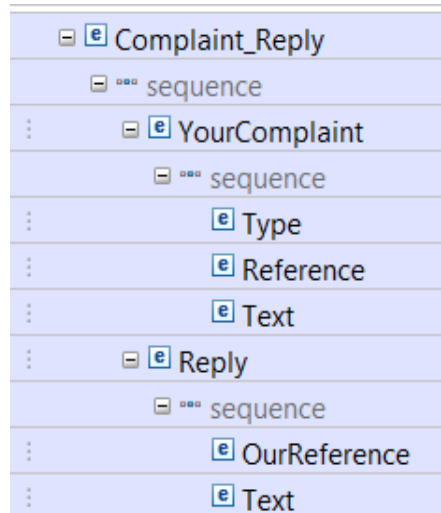 e Complaint_Reply
sequence
e YourComplaint
sequence
e Type
e Reference
e Text
e Reply
sequence
e OurReference
e Text